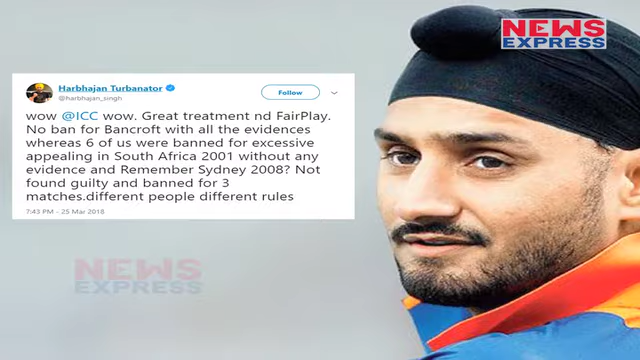 NEWS
EXPRESS
Harbhajan Turbanator
@harbhajan_singh
Follow
wow @ICC wow. Great treatment nd FairPlay.
No ban for Bancroft with all the evidences
whereas 6 of us were banned for excessive
appealing in South Africa 2001 without any
evidence and Remember Sydney 2008? Not
found guilty and banned for 3
matches.different people different rules
7:43 PM - 25 Mar 2018
NEWS
EXPRESS